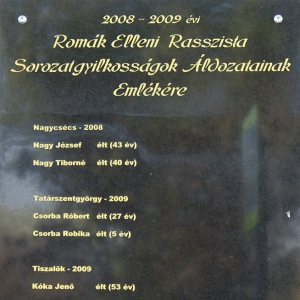 2008 - 2009 évi
Romák Elleni Rasszista
Sorozatgyilkosságok Áldozatainak
Emlékére
Nagycsécs - 2008
Nagy József élt (43 év)
Nagy Tiborné élt (40 év)
Tatárszentgyörgy - 2009
Csorba Róbert élt (27 év)
Csorba Robika élt (5 év)
Tiszalök - 2009
Kóka Jenő élt (53 év)